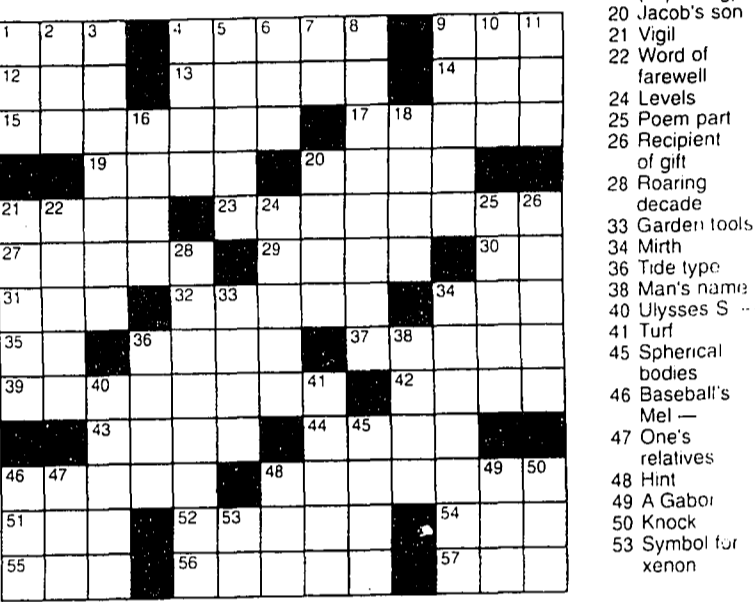 1 2 3 4 5 6 7 8 9 10 11
12 13 14
15 16 17 18
19 20
21 22 23 24 25 26
27 28 29 30
31 32 33 34
35 36 37 38
39 40 41 42
43 44 45
46 47 48 49 50
51 52 53 54
55 56 57
20 Jacob's son
21 Vigil
22 Word of
farewell
24 Levels
25 Poem part
26 Recipient
of gift
28 Roaring
decade
33 Garden tools
34 Mirth
36 Tide type
38 Man's name
40 Ulysses S --
41 Turf
45 Spherical
bodies
46 Baseball's
Mel —
47 One's
relatives
48 Hint
49 A Gabor
50 Knock
53 Symbol for
xenon